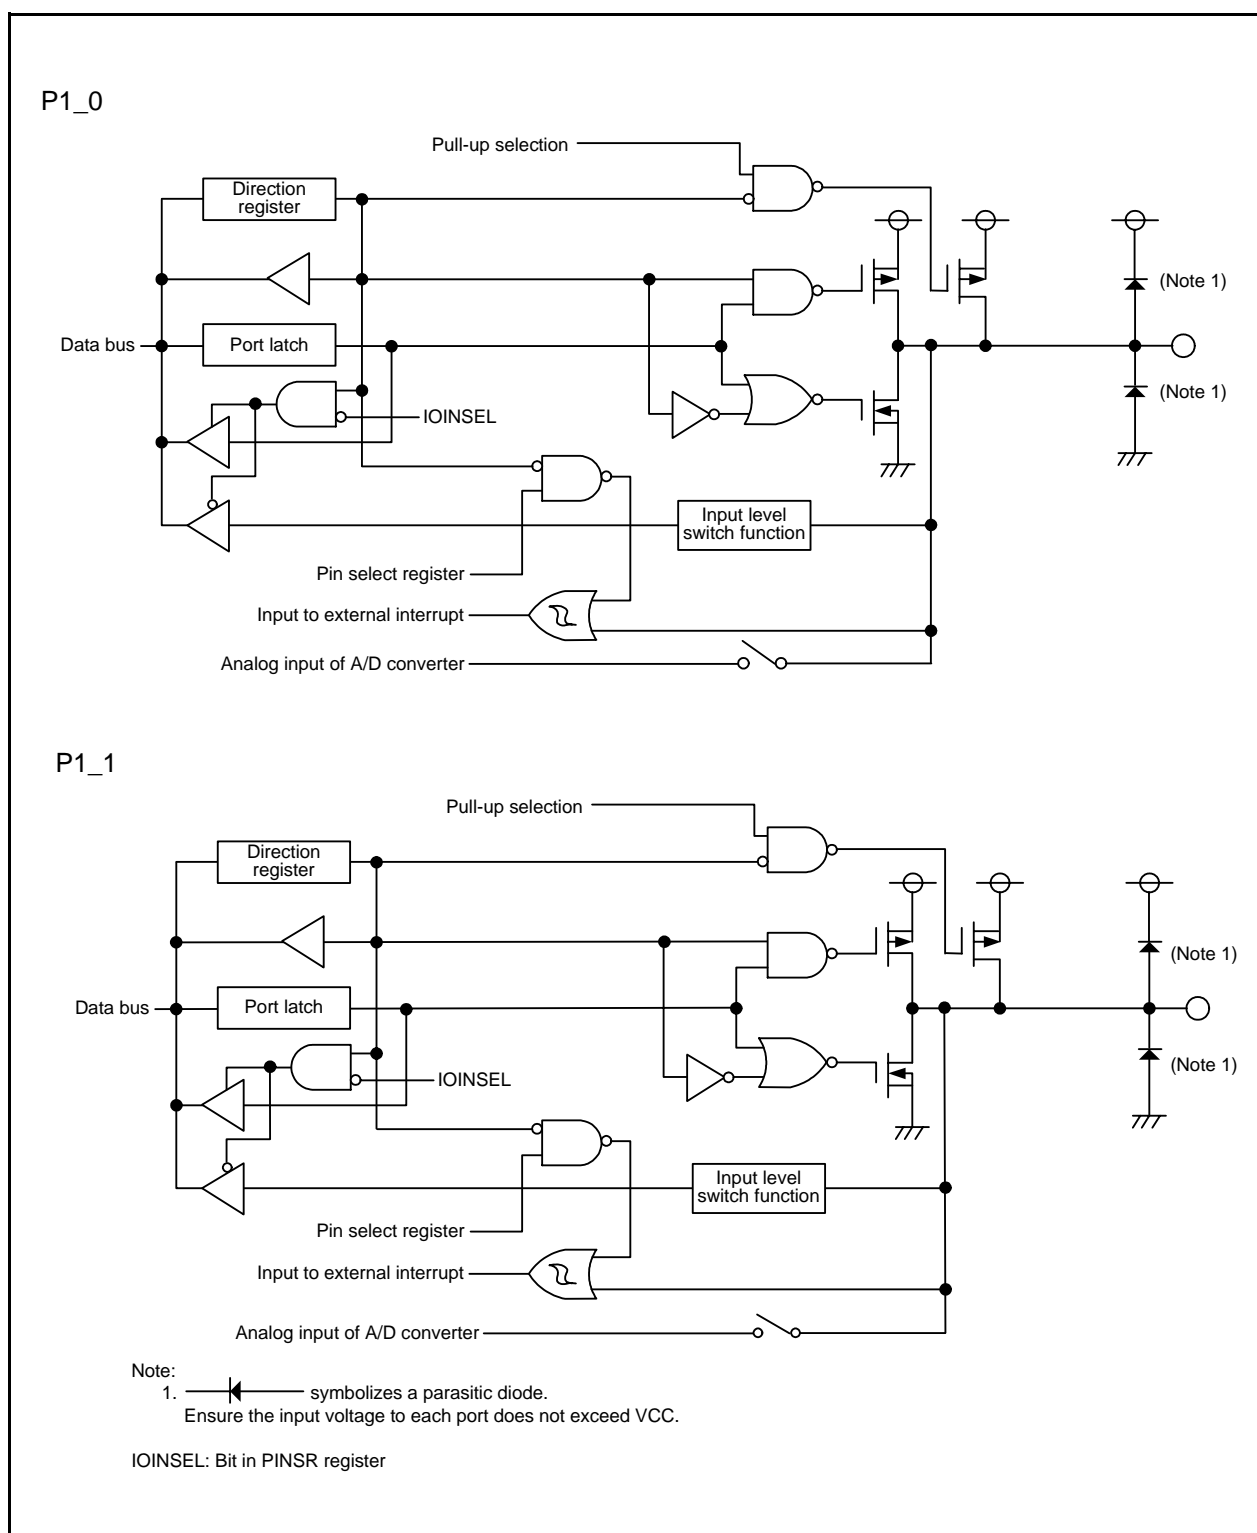 P1_0
Pull-up selection
Direction
register
(Note 1)
Data bus
Port latch
(Note 1)
IOINSEL
Input level
switch function
Pin select register
Input to external interrupt
Analog input of A/D converter
P1_1
Pull-up selection
Direction
register
(Note 1)
Data bus
Port latch
(Note 1)
IOINSEL
Input level
switch function
Pin select register
Input to external interrupt
Analog input of A/D converter
Note:
1. symbolizes a parasitic diode.
Ensure the input voltage to each port does not exceed VCC.
IOINSEL: Bit in PINSR register